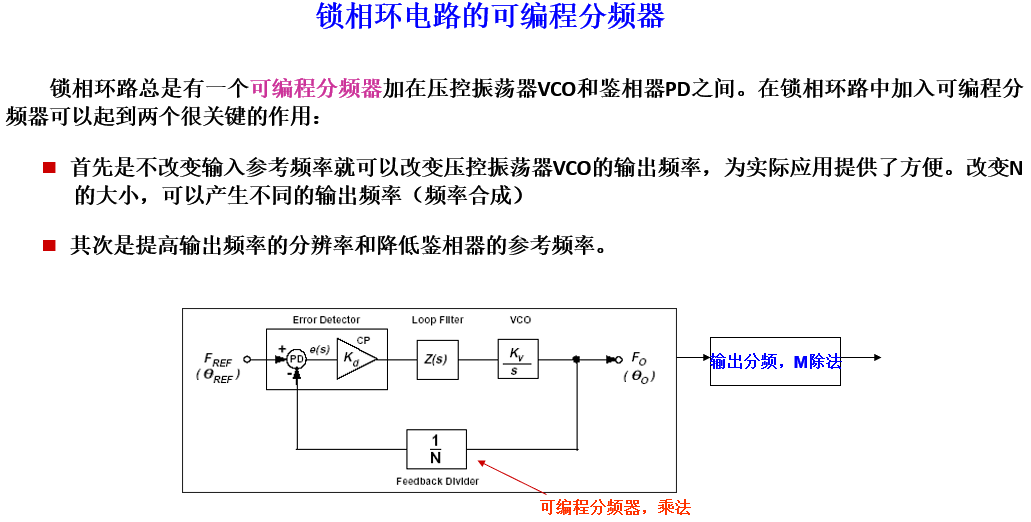 锁相环电路的可编程分频器
锁相环路总是有一个可编程分频器加在压控振荡器VCO和鉴相器PD之间。在锁相环路中加入可编程分
频器可以起到两个很关键的作用：
■ 首先是不改变输入参考频率就可以改变压控振荡器VCO的输出频率，为实际应用提供了方便。改变N
的大小，可以产生不同的输出频率（频率合成）
■ 其次是提高输出频率的分辨率和降低鉴相器的参考频率。
Error Detector
Loop Filter
VCO
F_REF
(Θ_REF)
+
PD
-
e(s)
CP
K_d
Z(s)
K_v
s
F_O
(Θ_O)
输出分频，M除法
1
N
Feedback Divider
可编程分频器，乘法